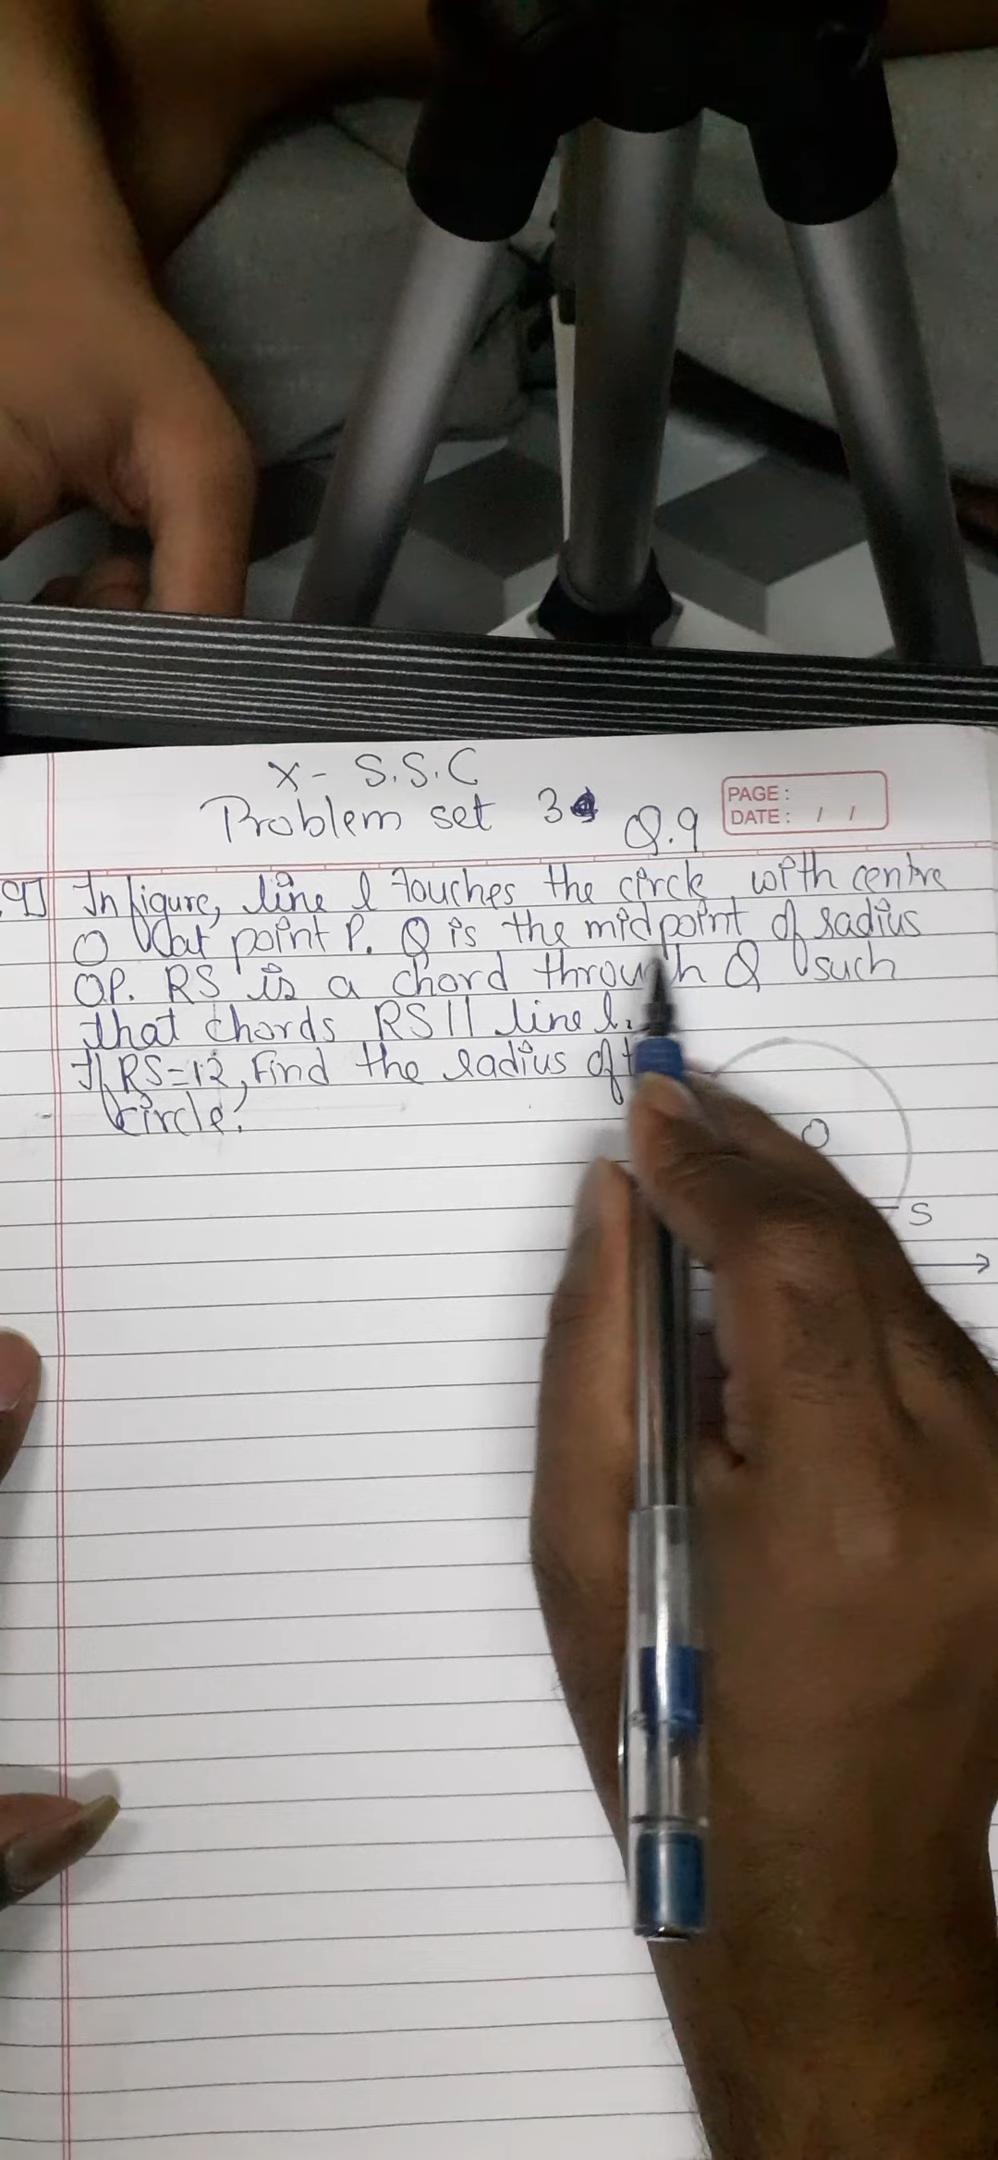 X - S.S.C
Problem set 3 Q.9
PAGE:
DATE: / /
9] In figure, line l touches the circle with centre
O at point P. Q is the midpoint of radius
OP. RS is a chord through Q such
that chords RS || line l.
If RS=12, Find the radius of
circle.
O
S